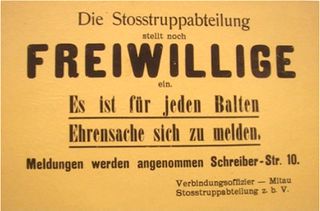 Die Stosstruppabteilung
stellt noch
FREIWILLIGE
ein.
Es ist für jeden Balten
Ehrensache sich zu melden.
Meldungen werden angenommen Schreiber-Str. 10.
Verbindungsoffizier – Mitau
Stosstruppabteilung z. b. V.